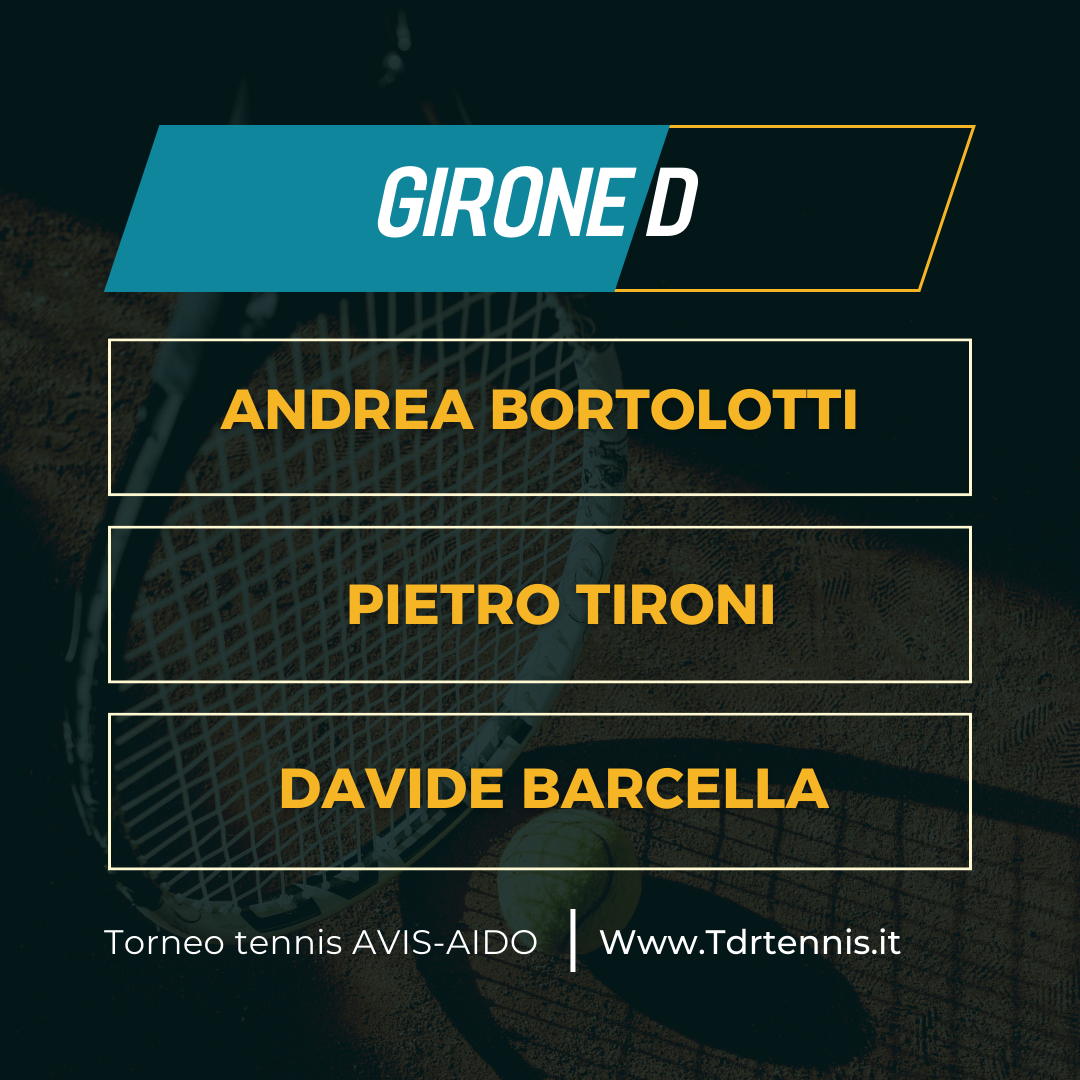 GIRONE D
ANDREA BORTOLOTTI
PIETRO TIRONI
DAVIDE BARCELLA
Torneo tennis AVIS-AIDO | Www.Tdrtennis.it